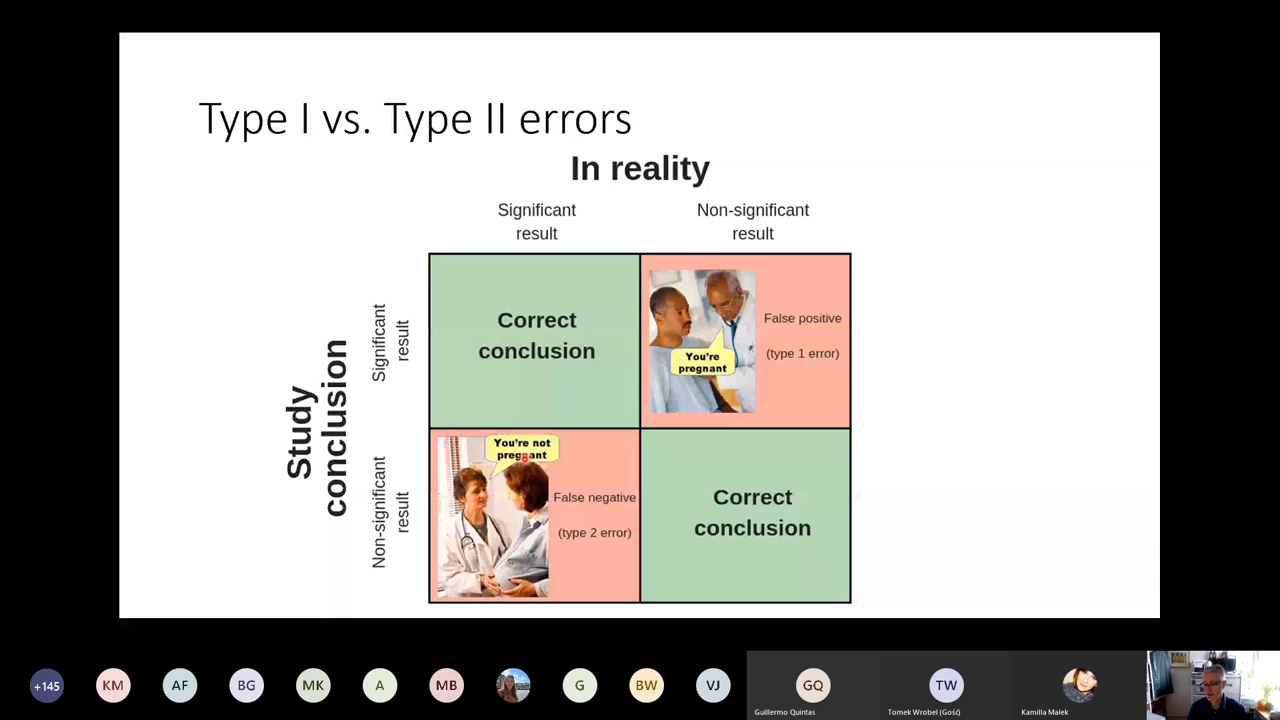 Type I vs. Type II errors
In reality
Significant
result
Non-significant
result
Study
conclusion
Significant
result
Correct
conclusion
You're
pregnant
False positive
(type 1 error)
Non-significant
result
You're not
pregnant
False negative
(type 2 error)
Correct
conclusion
+145
KM
AF
BG
MK
A
MB
G
BW
VJ
GQ
Guillermo Quintas
TW
Tomek Wrobel (Gość)
Kamilla Małek